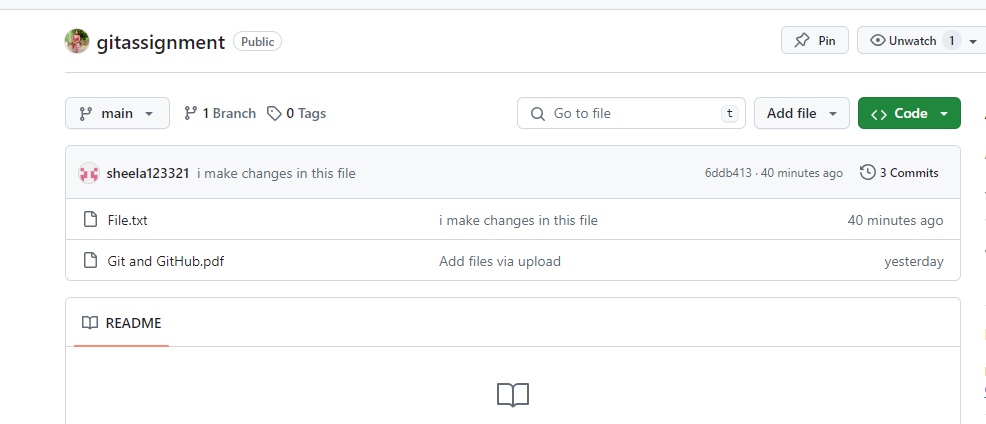 gitassignment Public Pin Unwatch 1
main 1 Branch 0 Tags Go to file t Add file Code
sheela123321 i make changes in this file 6ddb413 · 40 minutes ago 3 Commits
File.txt i make changes in this file 40 minutes ago
Git and GitHub.pdf Add files via upload yesterday
README